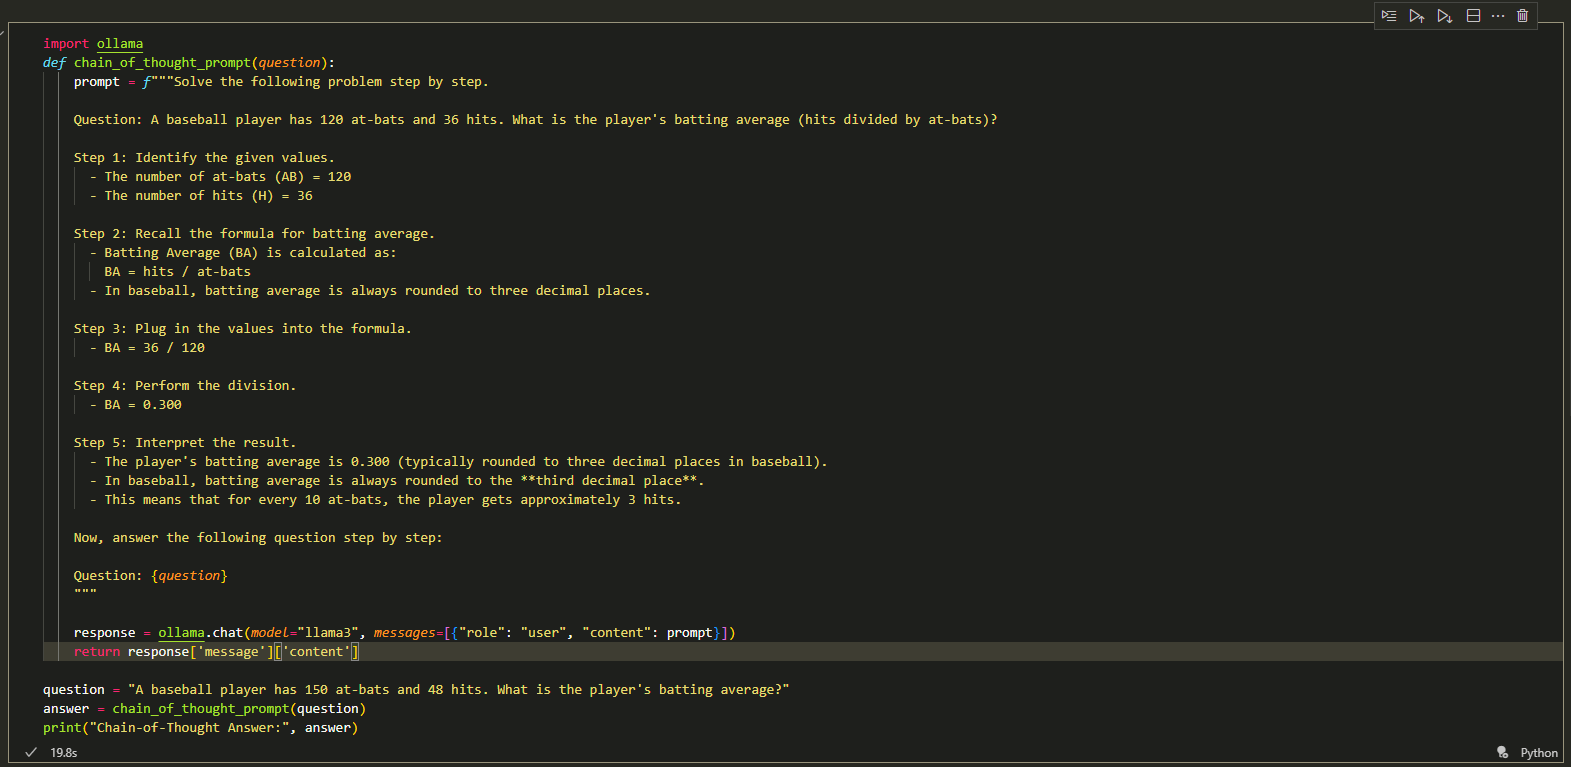 import ollama
def chain_of_thought_prompt(question):
    prompt = f"""Solve the following problem step by step.
    Question: A baseball player has 120 at-bats and 36 hits. What is the player's batting average (hits divided by at-bats)?
    Step 1: Identify the given values.
      - The number of at-bats (AB) = 120
      - The number of hits (H) = 36
    Step 2: Recall the formula for batting average.
      - Batting Average (BA) is calculated as:
        BA = hits / at-bats
      - In baseball, batting average is always rounded to three decimal places.
    Step 3: Plug in the values into the formula.
      - BA = 36 / 120
    Step 4: Perform the division.
      - BA = 0.300
    Step 5: Interpret the result.
      - The player's batting average is 0.300 (typically rounded to three decimal places in baseball).
      - In baseball, batting average is always rounded to the **third decimal place**.
      - This means that for every 10 at-bats, the player gets approximately 3 hits.
    Now, answer the following question step by step:
    Question: {question}
    """
    response = ollama.chat(model="llama3", messages=[{"role": "user", "content": prompt}])
    return response['message']['content']
question = "A baseball player has 150 at-bats and 48 hits. What is the player's batting average?"
answer = chain_of_thought_prompt(question)
print("Chain-of-Thought Answer:", answer)
19.8s
Python